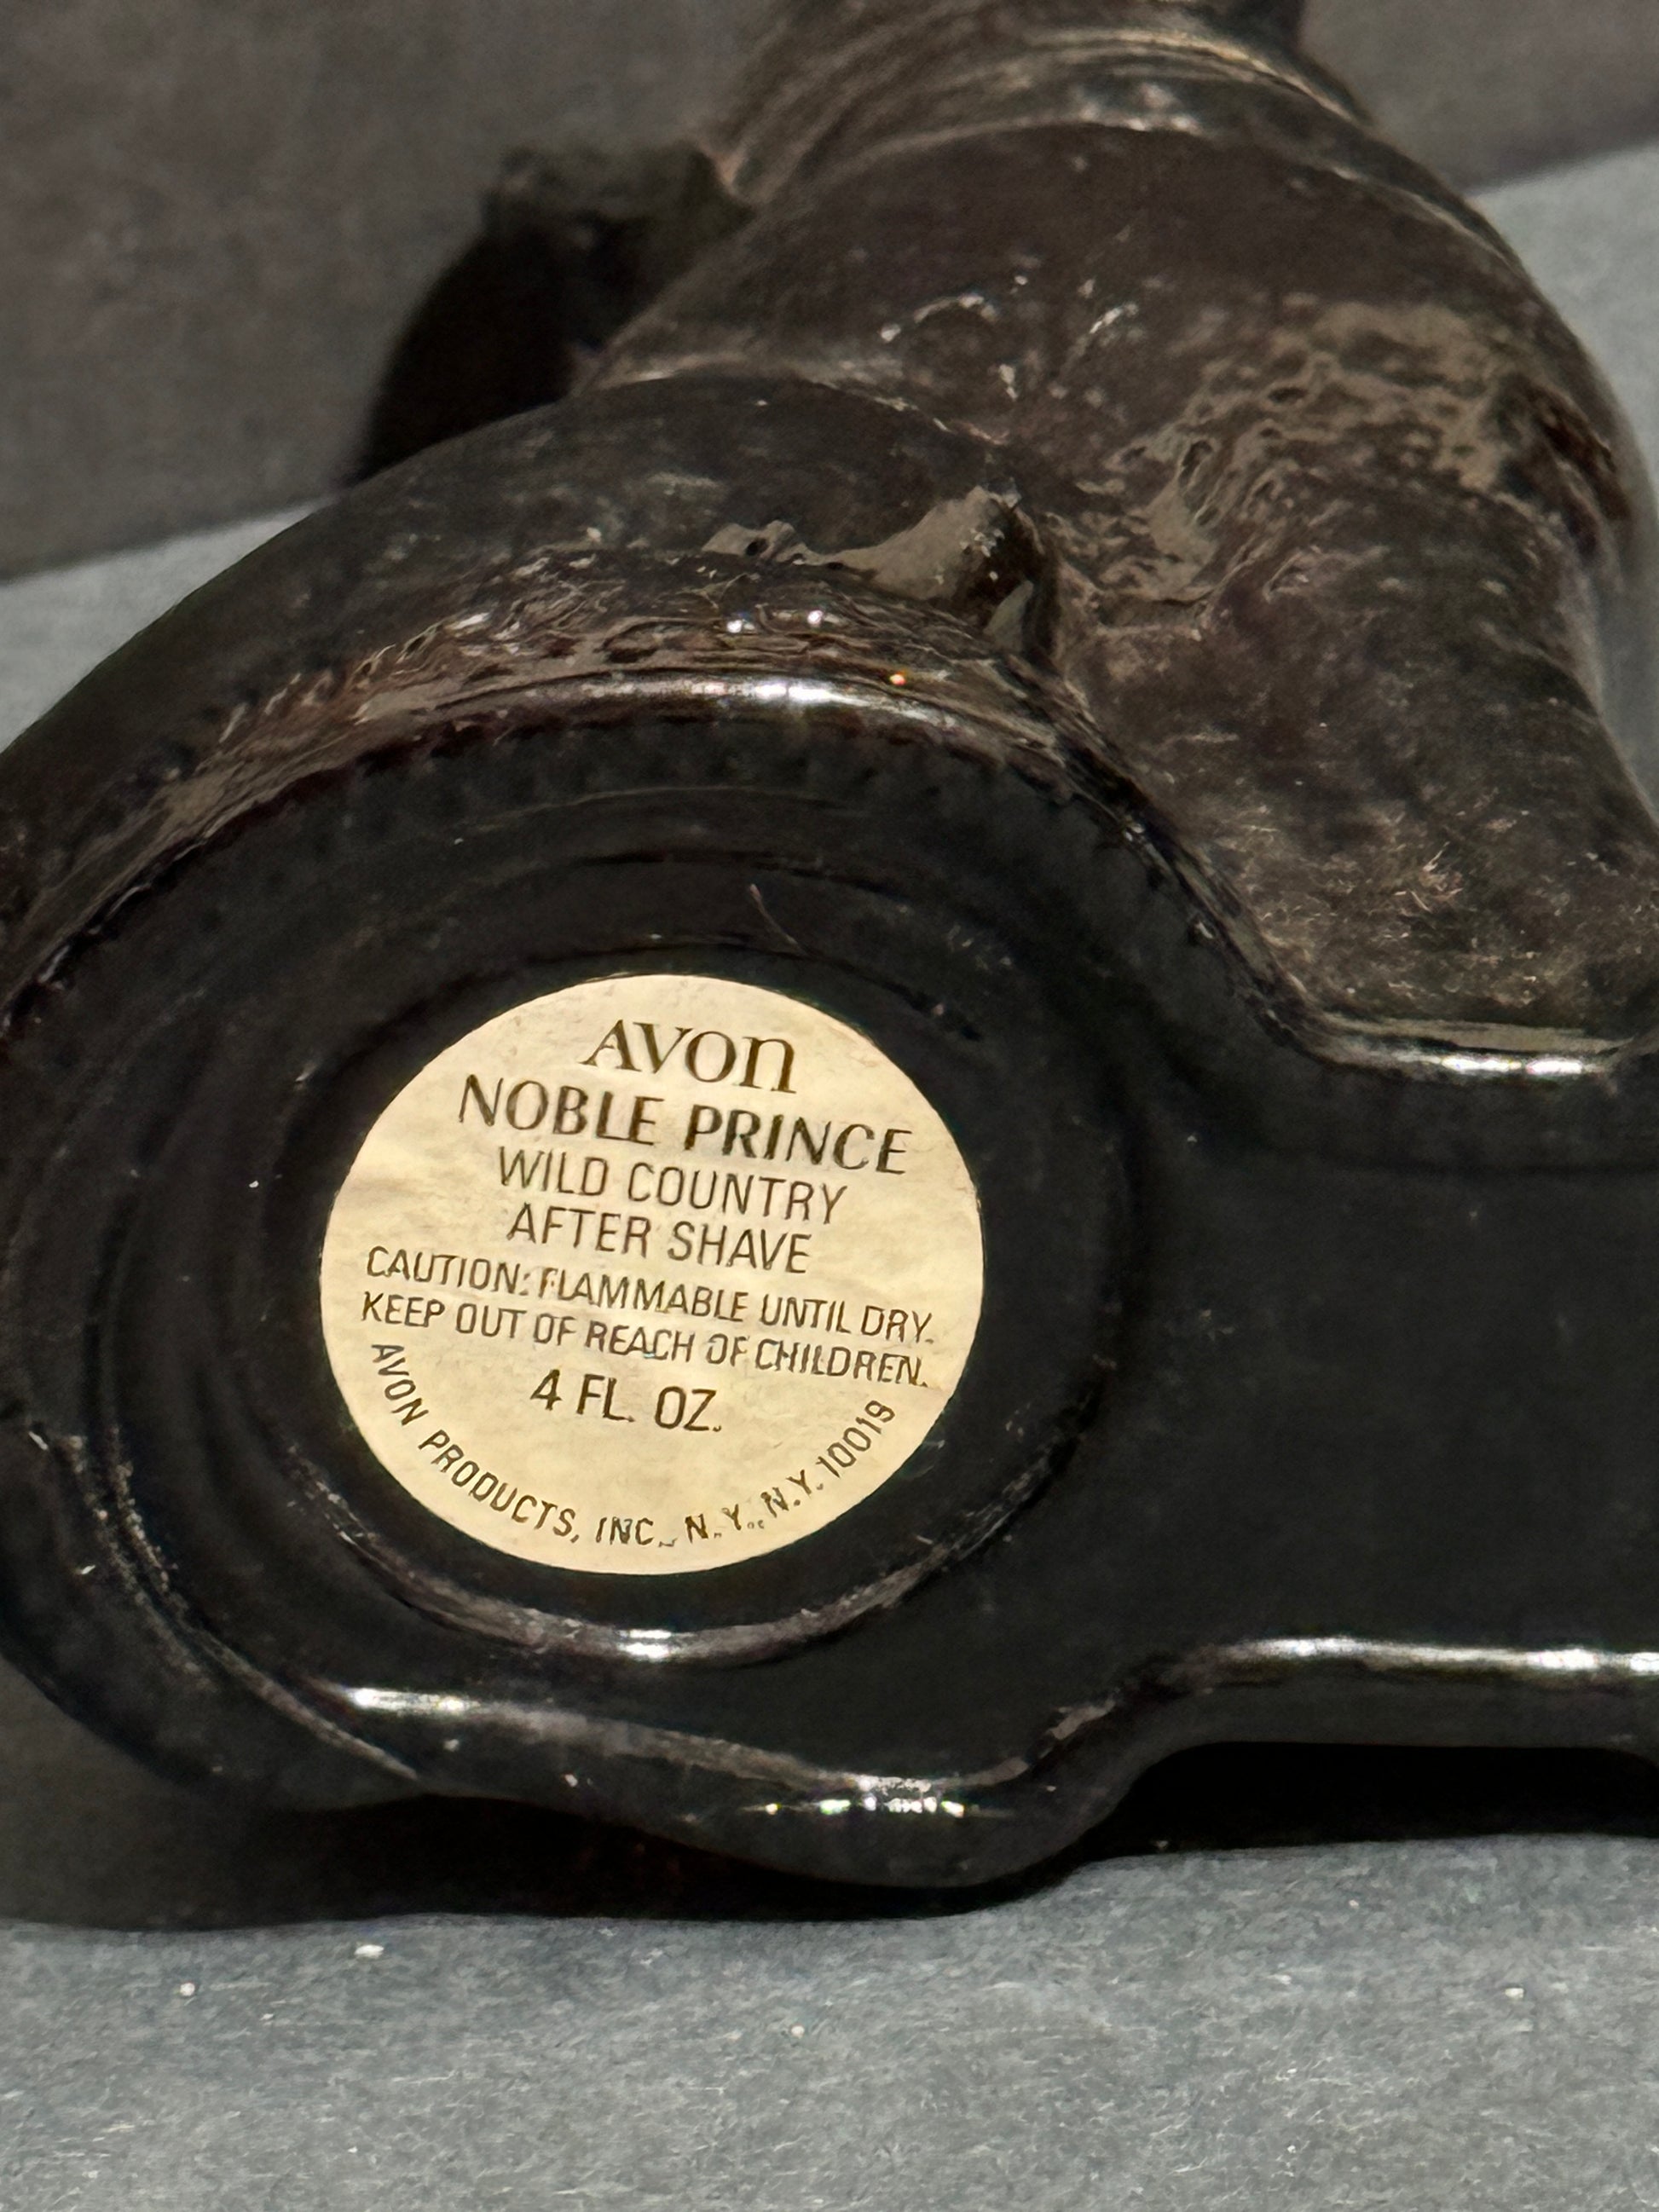 AVON
NOBLE PRINCE
WILD COUNTRY
AFTER SHAVE
CAUTION: FLAMMABLE UNTIL DRY.
KEEP OUT OF REACH OF CHILDREN.
4 FL. OZ.
AVON PRODUCTS, INC., N.Y., N.Y. 10019